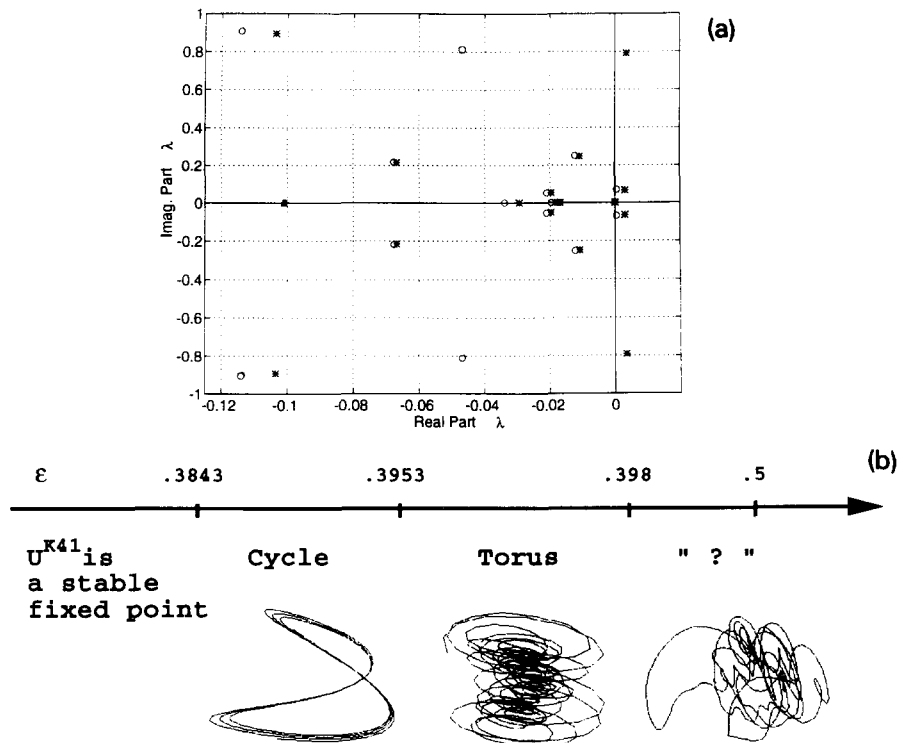 (a)
1
0.8
0.6
0.4
0.2
0
-0.2
-0.4
-0.6
-0.8
-1
Imag. Part λ
-0.12 -0.1 -0.08 -0.06 -0.04 -0.02 0
Real Part λ
(b)
ε .3843 .3953 .398 .5
U^K41 is Cycle Torus " ? "
a stable
fixed point